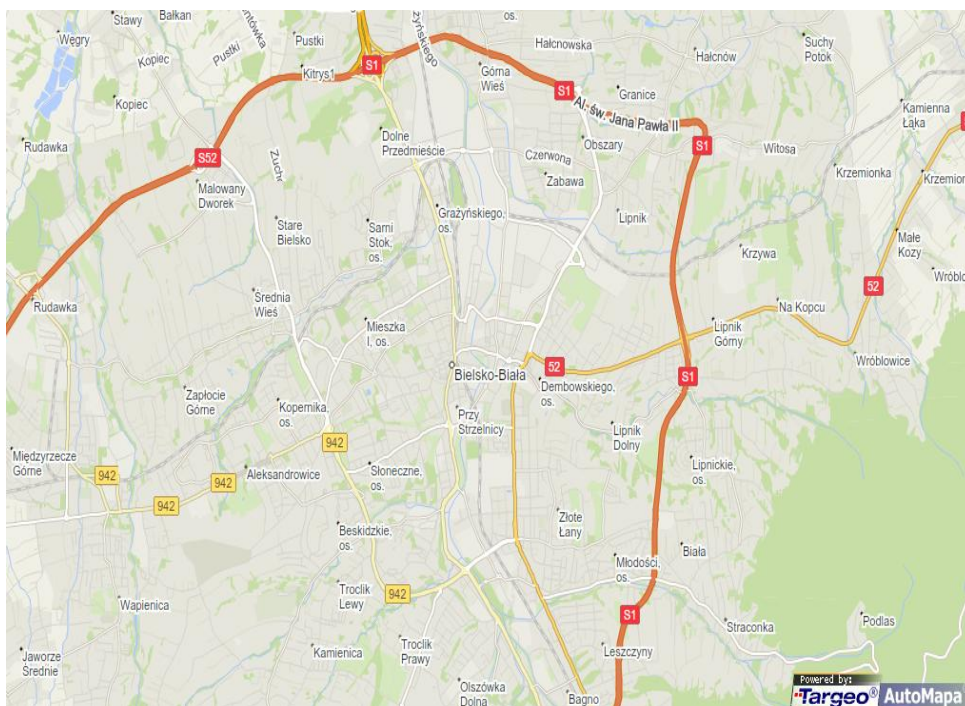 Stawy
Bałkan
Węgry
Kopiec
Pustki
Pustki
Kitrys1
S1
Hałcnowska
Hałcnów
Suchy
Potok
Górna
Wieś
S1
Granice
Al. św. Jana Pawła II
Kamienna
Łąka
Kopiec
Rudawka
S52
Zuchr
Dolne
Przedmieście
Czerwona
Obszary
S1
Witosa
Zabawa
Krzemionka
Krzemior
Malowany
Dworek
Stare
Bielsko
Sarni
Stok,
os.
Grażyńskiego,
os.
Lipnik
Krzywa
Małe
Kozy
Wróblo
52
Rudawka
Średnia
Wieś
Mieszka
I, os.
Na Kopcu
Lipnik
Górny
Wróblowice
Bielsko-Biała
52
S1
Dembowskiego,
os.
Zapłocie
Górne
Kopernika,
os.
Przy
Strzelnicy
Lipnik
Dolny
942
Międzyrzecze
Górne
942
942
942
Aleksandrowice
Słoneczne,
os.
Lipnickie,
os.
Złote
Łany
Beskidzkie,
os.
Biała
Młodości,
os.
Troclik
Lewy
942
Wapienica
S1
Straconka
Podlas
Kamienica
Troclik
Prawy
Leszczyny
Jaworze
Średnie
Olszówka
Dolna
Bagno
Powered by:
Targeo® AutoMapa